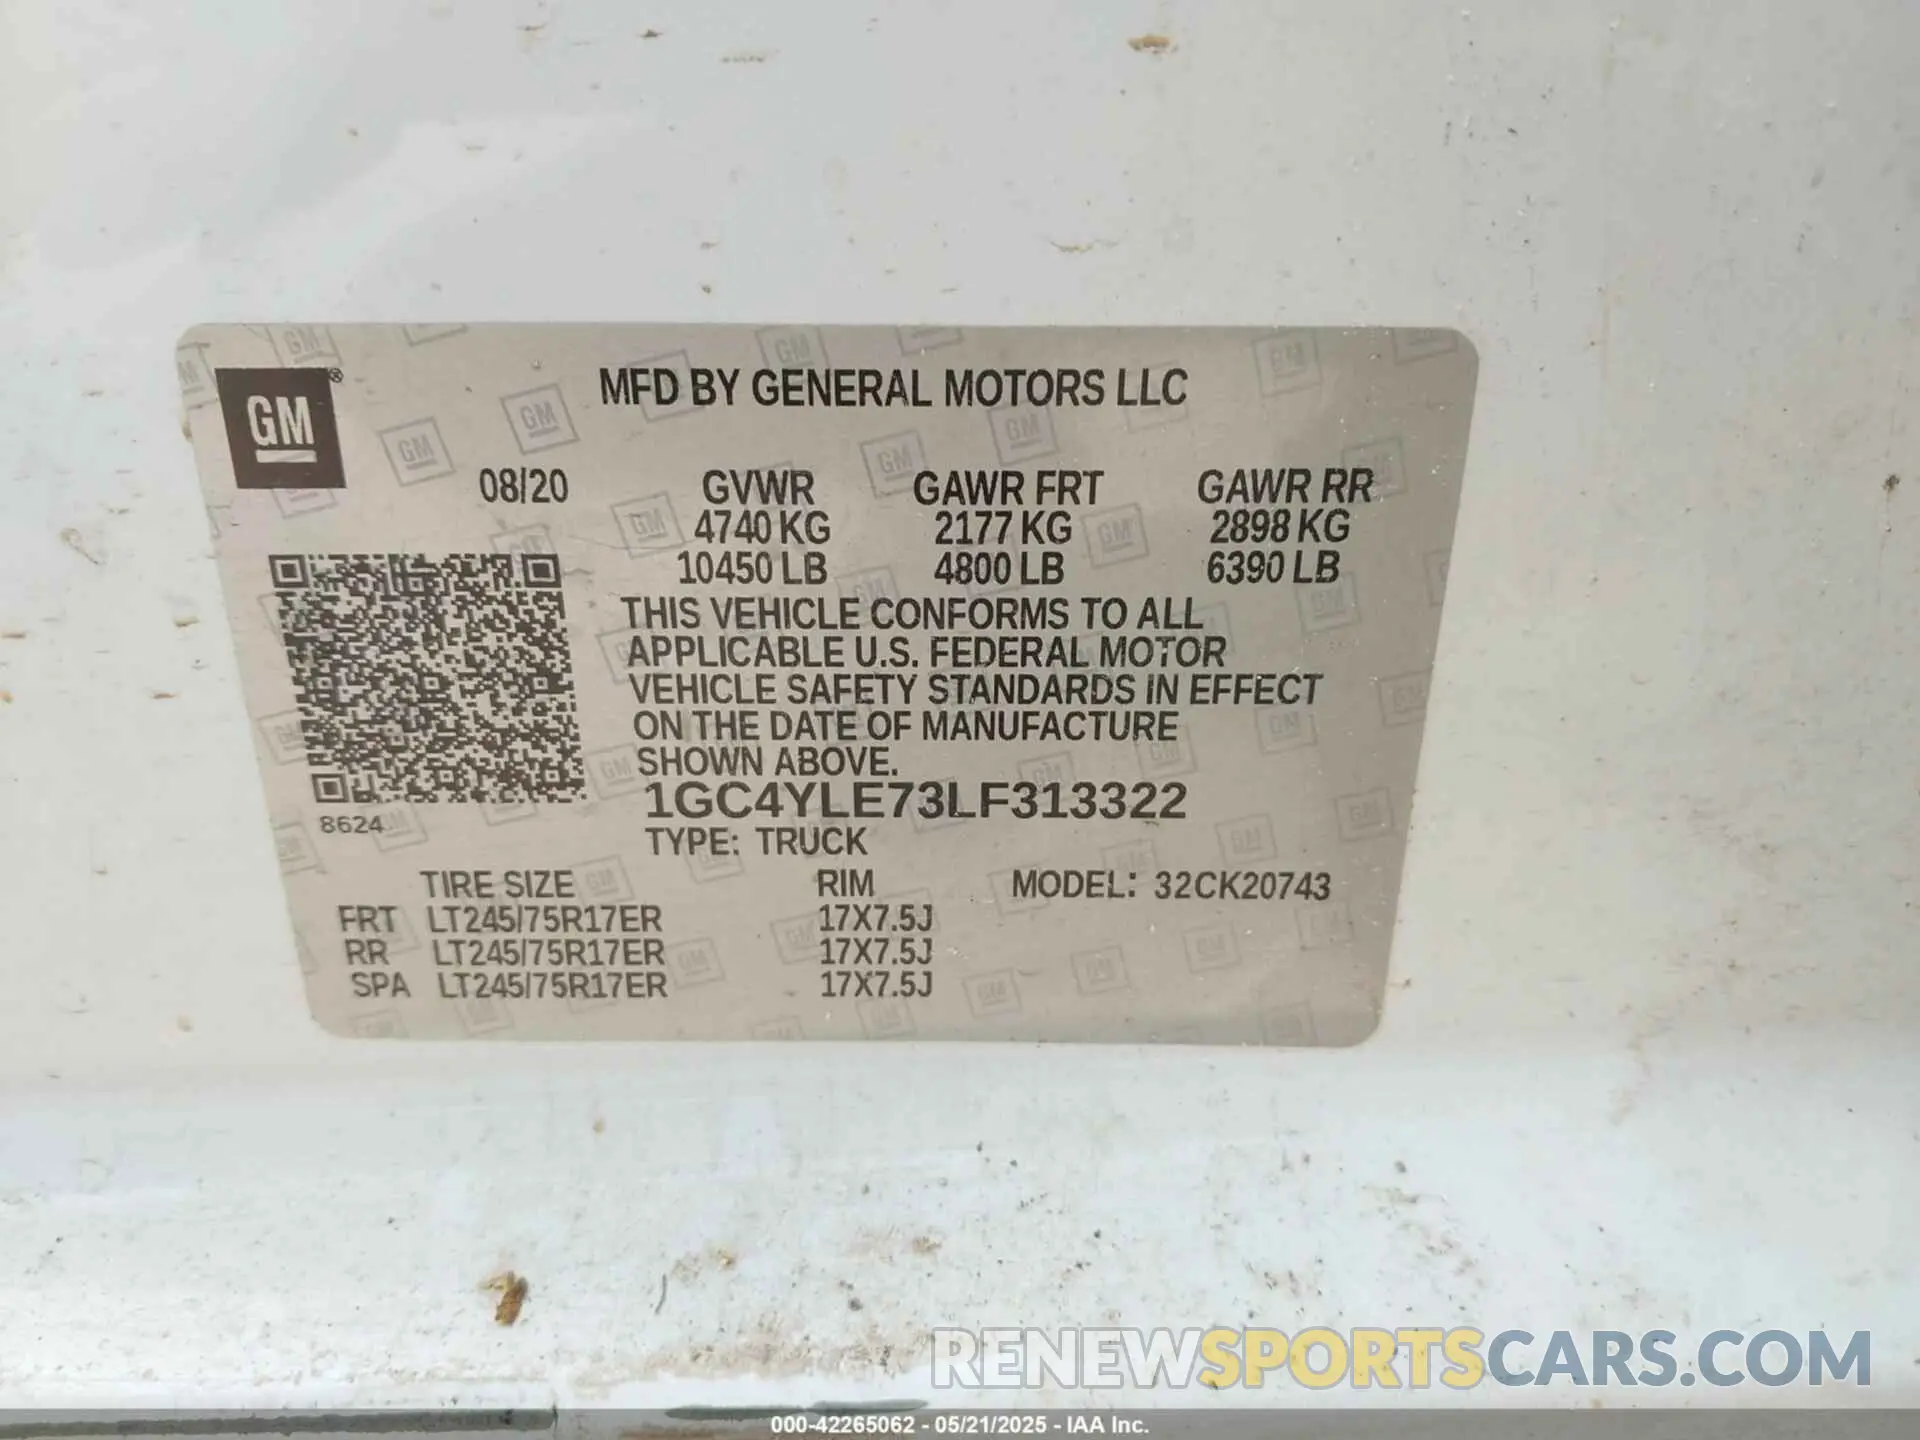 GM®
MFD BY GENERAL MOTORS LLC
08/20 GVWR GAWR FRT GAWR RR
4740 KG 2177 KG 2898 KG
10450 LB 4800 LB 6390 LB
THIS VEHICLE CONFORMS TO ALL
APPLICABLE U.S. FEDERAL MOTOR
VEHICLE SAFETY STANDARDS IN EFFECT
ON THE DATE OF MANUFACTURE
SHOWN ABOVE.
1GC4YLE73LF313322
8624
TYPE: TRUCK
TIRE SIZE RIM MODEL: 32CK20743
FRT LT245/75R17ER 17X7.5J
RR LT245/75R17ER 17X7.5J
SPA LT245/75R17ER 17X7.5J
RENEWSPORTSCARS.COM
000-42265062 - 05/21/2025 - IAA Inc.